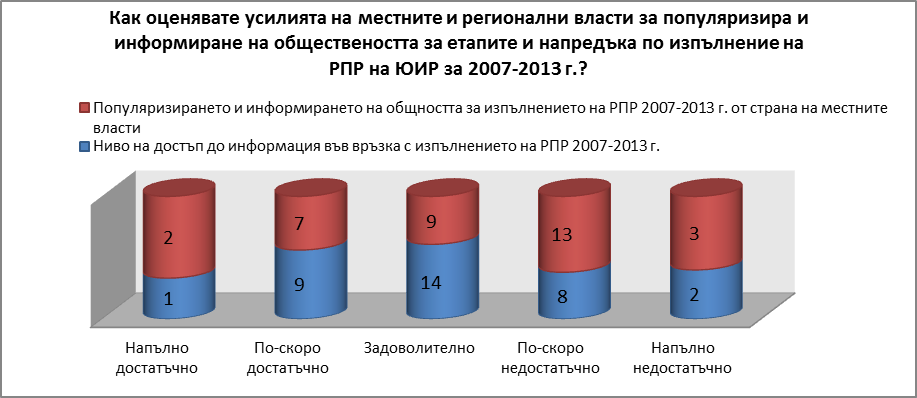 Как оценявате усилията на местните и регионални власти за популяризира и
информиране на обществеността за етапите и напредъка по изпълнение на
РПР на ЮИР за 2007-2013 г.?
Популяризирането и информирането на общността за изпълнението на РПР 2007-2013 г. от страна на местните
власти
Ниво на достъп до информация във връзка с изпълнението на РПР 2007-2013 г.
2 7 9 13 3
1 9 14 8 2
Напълно достатъчно
По-скоро достатъчно
Задоволително
По-скоро недостатъчно
Напълно недостатъчно